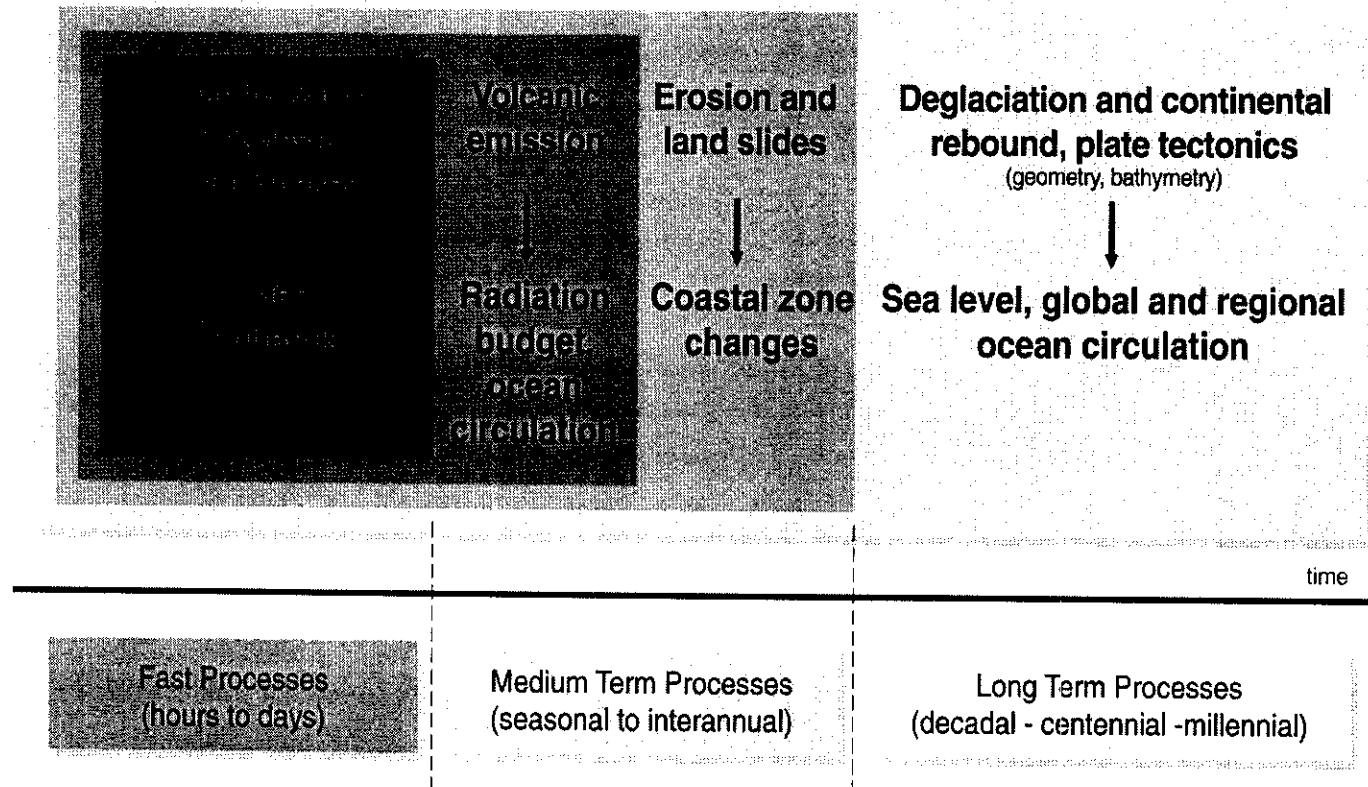 Volcanic
emission
Radiation
budget
ocean
circulation
Erosion and
land slides
Coastal zone
changes
Deglaciation and continental
rebound, plate tectonics
(geometry, bathymetry)
Sea level, global and regional
ocean circulation
time
Fast Processes
(hours to days)
Medium Term Processes
(seasonal to interannual)
Long Term Processes
(decadal - centennial -millennial)